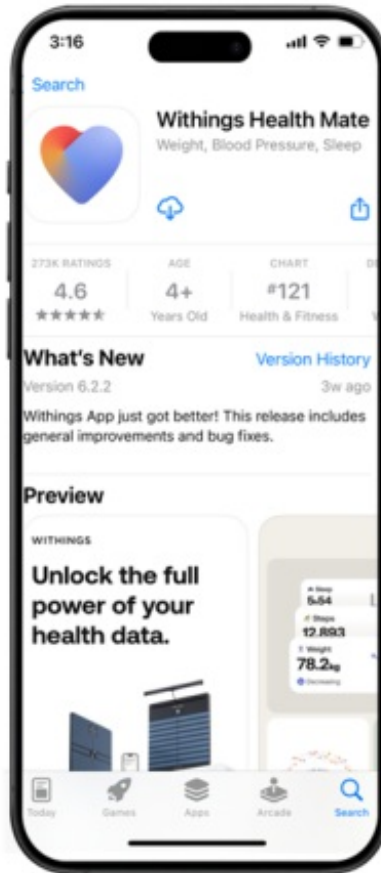 3:16
Search
Withings Health Mate
Weight, Blood Pressure, Sleep
273K RATINGS AGE CHART
4.6 4+ #121
Years Old Health & Fitness
What's New Version History
Version 6.2.2 3w ago
Withings App just got better! This release includes
general improvements and bug fixes.
Preview
WITHINGS
Unlock the full
power of your
health data.
Sleep
5h54
Steps
12,893
Weight
78.2kg
Decreasing
Today Games Apps Arcade Search